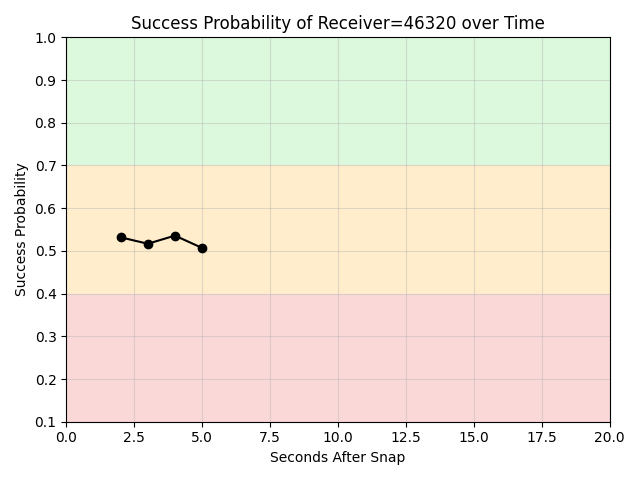 Success Probability of Receiver=46320 over Time
1.0
0.9
0.8
0.7
0.6
0.5
0.4
0.3
0.2
0.1
Success Probability
0.0 2.5 5.0 7.5 10.0 12.5 15.0 17.5 20.0
Seconds After Snap